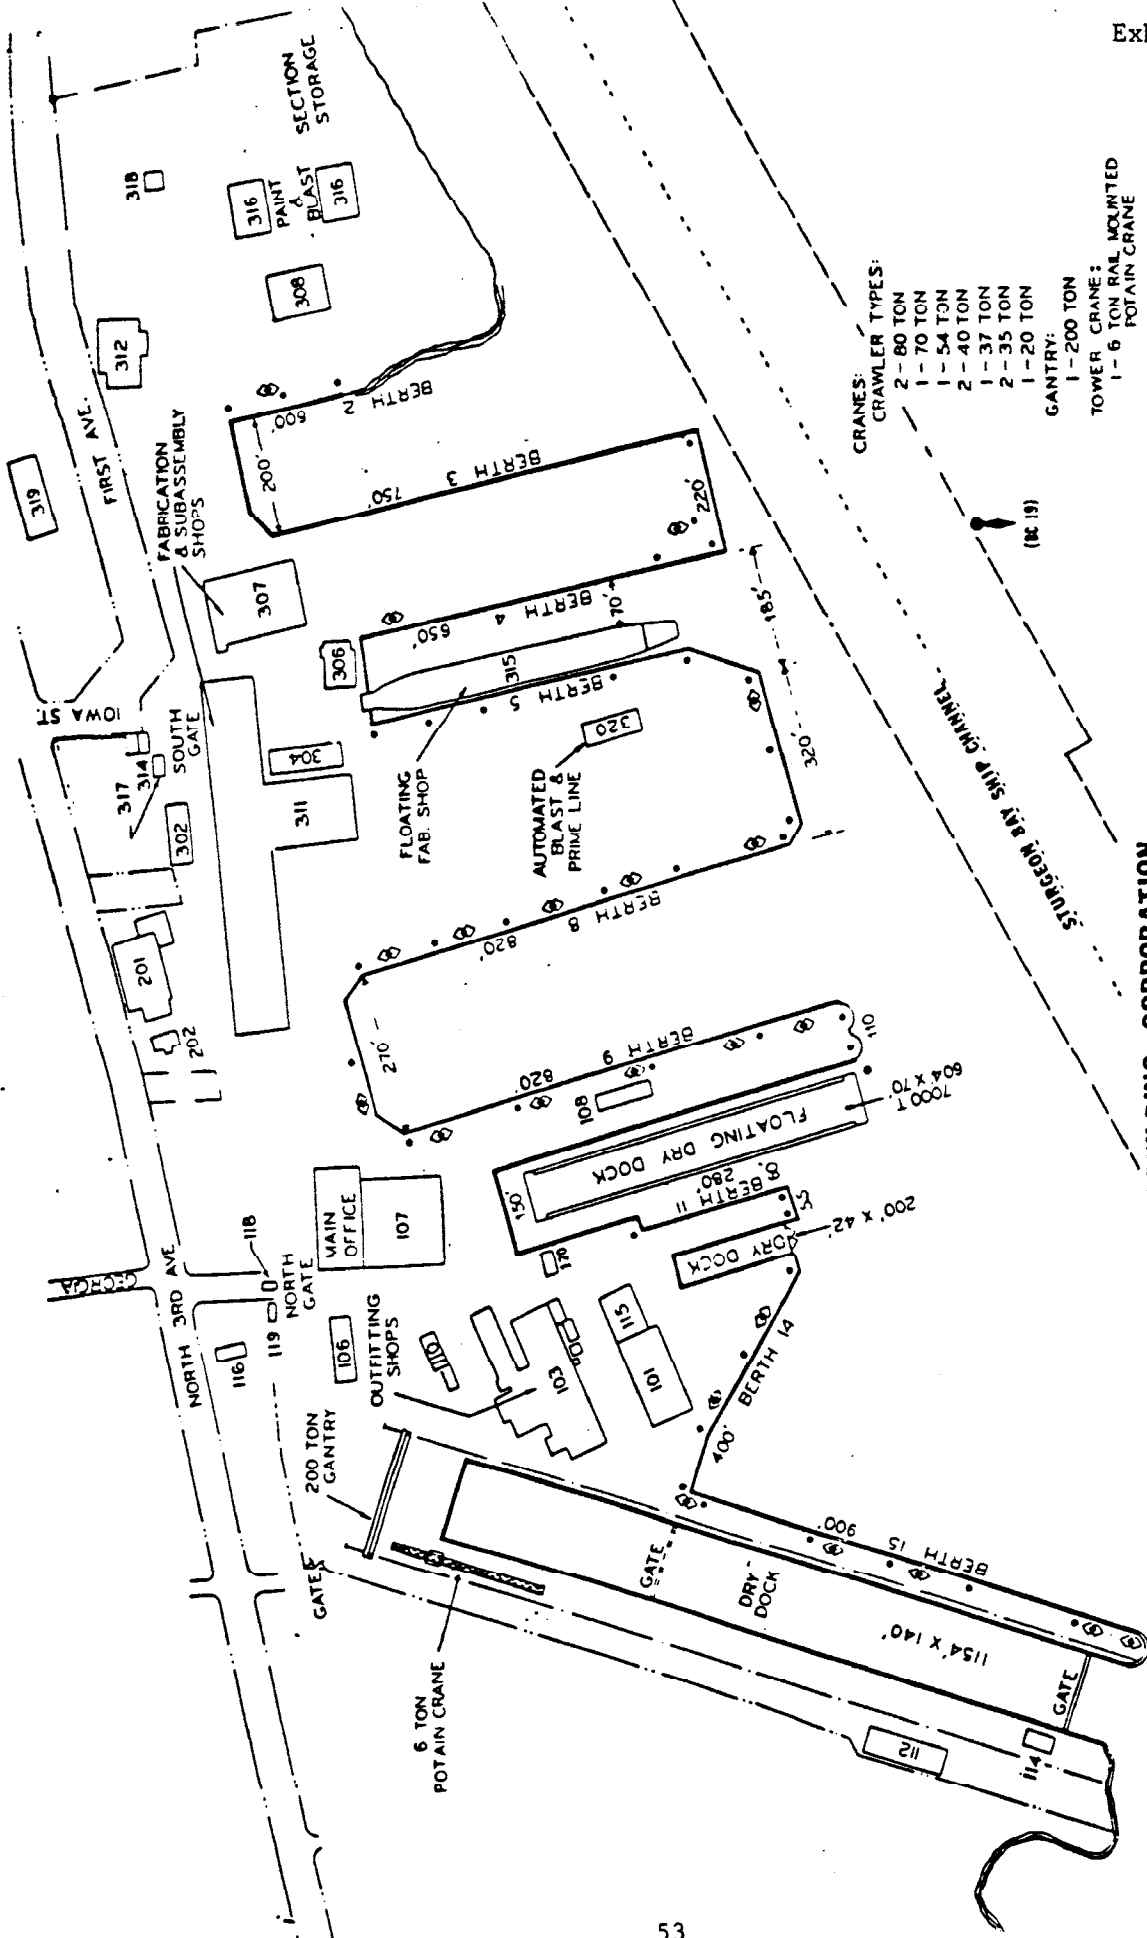 Exl
FIRST AVE.
IOWA ST.
NORTH 3RD AVE
GEORGIA
319
312
318
316
PAINT
&
BLAST
316
SECTION
STORAGE
308
FABRICATION
& SUBASSEMBLY
SHOPS
307
306
304
311
317
314
SOUTH
GATE
302
201
202
BERTH 2
600'
200'
BERTH 3
750'
220'
BERTH 4
650'
70'
185'
315
BERTH 5
FLOATING
FAB. SHOP
320
AUTOMATED
BLAST &
PRIME LINE
320'
BERTH 8
820'
270'
BERTH 9
820'
108
110
FLOATING DRY DOCK
7000 T
604 X 70'
150'
BERTH 11
280'
DRY DOCK
200' X 42'
MAIN
OFFICE
107
118
119
NORTH
GATE
116
106
OUTFITTING
SHOPS
103
115
101
BERTH 14
400'
BERTH 15
900'
200 TON
GANTRY
GATE
6 TON
POTAIN CRANE
GATE
DRY
DOCK
1154' X 140'
GATE
112
114
STURGEON BAY SHIP CHANNEL
(BC 19)
CRANES:
CRAWLER TYPES:
2 - 80 TON
1 - 70 TON
1 - 54 TON
2 - 40 TON
1 - 37 TON
2 - 35 TON
1 - 20 TON
GANTRY:
1 - 200 TON
TOWER CRANE:
1 - 6 TON RAIL MOUNTED
POTAIN CRANE
CORPORATION
53